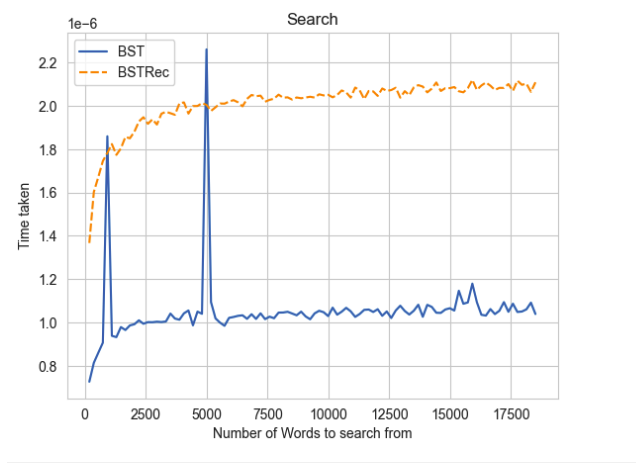 Search
1e−6
BST
BSTRec
2.2
2.0
1.8
1.6
1.4
1.2
1.0
0.8
Time taken
0 2500 5000 7500 10000 12500 15000 17500
Number of Words to search from